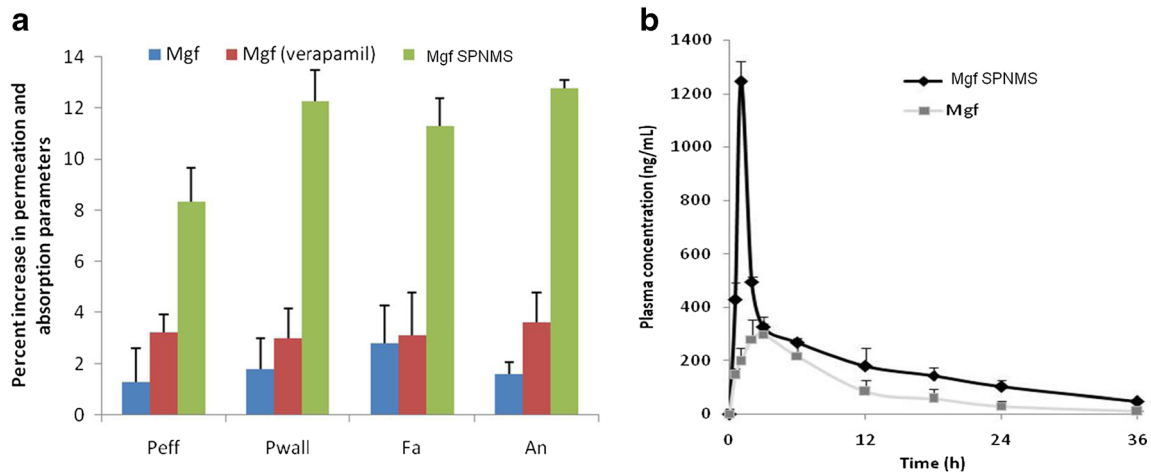 a
Mgf
Mgf (verapamil)
Mgf SPNMS
Percent increase in permeation and
absorption parameters
14
12
10
8
6
4
2
0
Peff
Pwall
Fa
An
b
Mgf SPNMS
Mgf
Plasma concentration (ng/mL)
1400
1200
1000
800
600
400
200
0
0
12
24
36
Time (h)